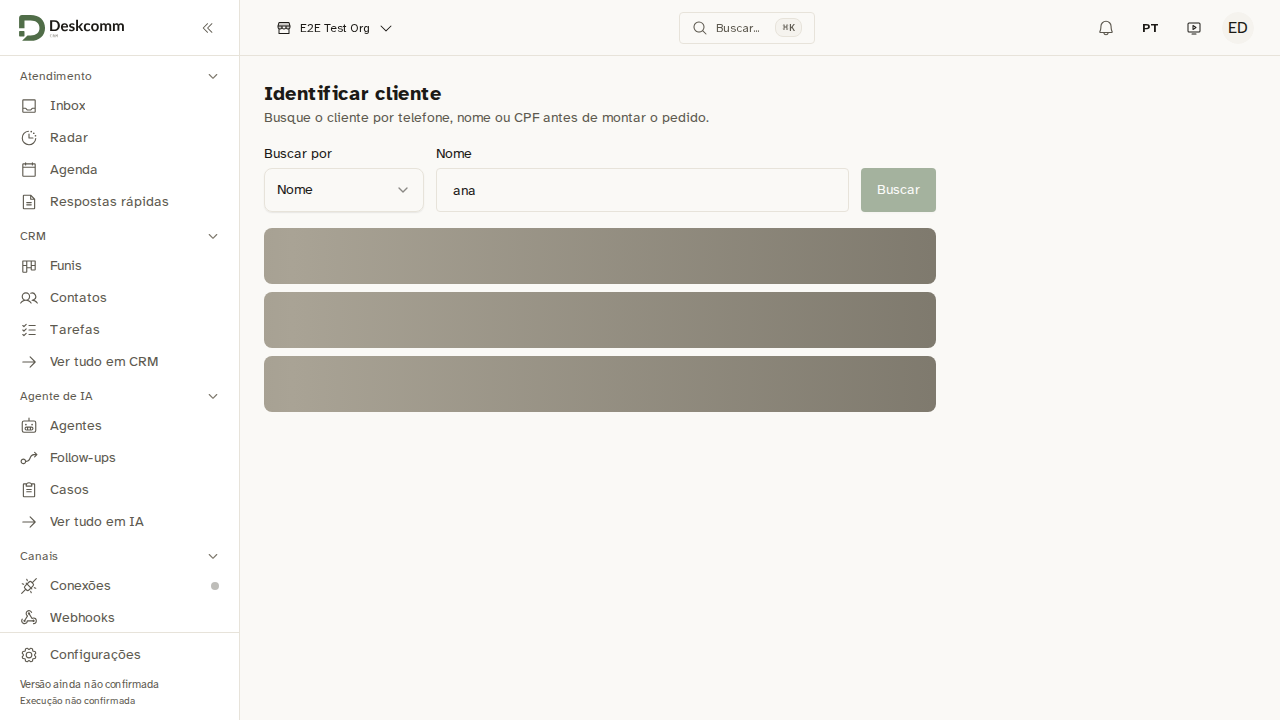 Deskcomm
E2E Test Org
Buscar...
⌘K
PT
ED
Atendimento
Inbox
Radar
Agenda
Respostas rápidas
CRM
Funis
Contatos
Tarefas
Ver tudo em CRM
Agente de IA
Agentes
Follow-ups
Casos
Ver tudo em IA
Canais
Conexões
Webhooks
Configurações
Versão ainda não confirmada
Execução não confirmada
Identificar cliente
Busque o cliente por telefone, nome ou CPF antes de montar o pedido.
Buscar por
Nome
Nome
ana
Buscar